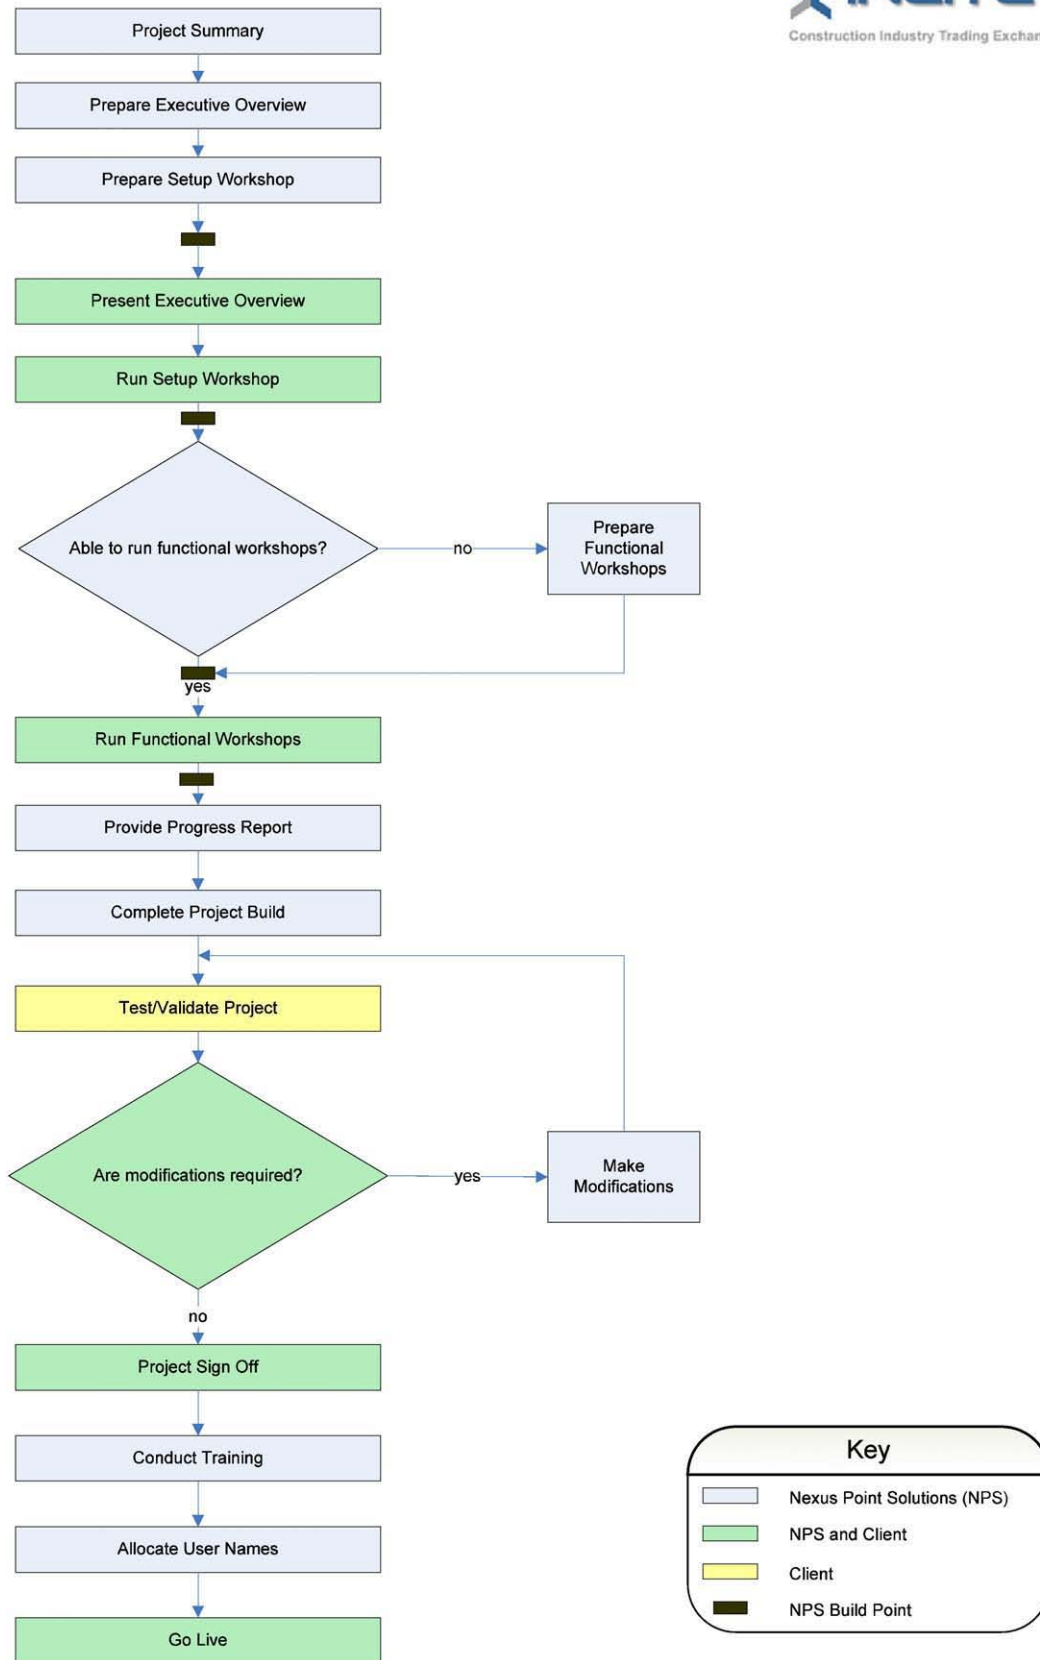 Construction Industry Trading
Project Summary
Prepare Executive Overview
Prepare Setup Workshop
Present Executive Overview
Run Setup Workshop
Able to run functional workshops?
no
Prepare
Functional
Workshops
yes
Run Functional Workshops
Provide Progress Report
Complete Project Build
Test/Validate Project
Are modifications required?
yes
Make
Modifications
no
Project Sign Off
Conduct Training
Allocate User Names
Go Live
Key
Nexus Point Solutions (NPS)
NPS and Client
Client
NPS Build Point